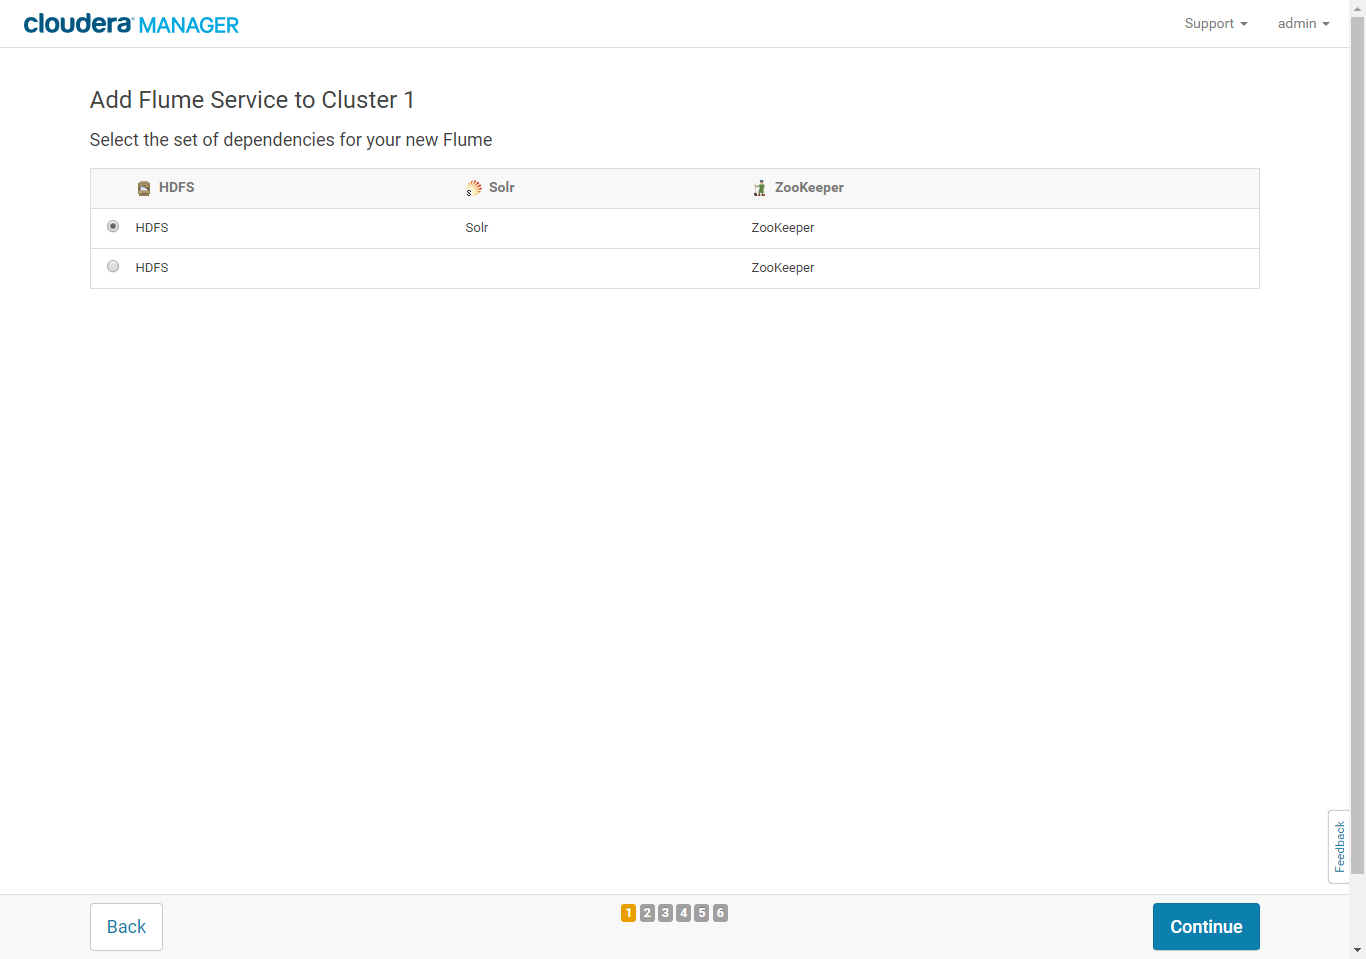 cloudera MANAGER
Support admin
Add Flume Service to Cluster 1
Select the set of dependencies for your new Flume
HDFS S Solr ZooKeeper
HDFS Solr ZooKeeper
HDFS ZooKeeper
Feedback
Back 1 2 3 4 5 6 Continue